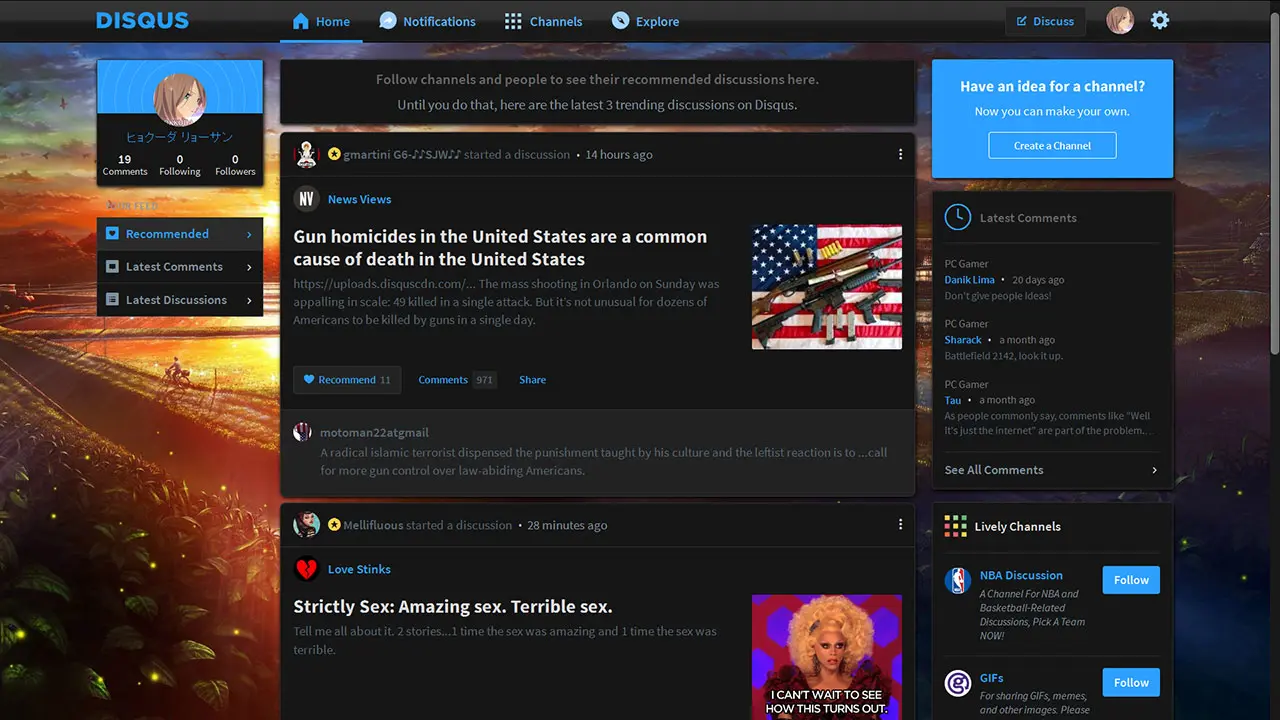 DISQUS
Home
Notifications
Channels
Explore
Discuss
ヒョクーダ リョーサン
19
Comments
0
Following
0
Followers
YOUR FEED
Recommended
Latest Comments
Latest Discussions
Follow channels and people to see their recommended discussions here.
Until you do that, here are the latest 3 trending discussions on Disqus.
gmartini G6-♪♪SJW♪♪ started a discussion • 14 hours ago
NV
News Views
Gun homicides in the United States are a common
cause of death in the United States
https://uploads.disquscdn.com/... The mass shooting in Orlando on Sunday was
appalling in scale: 49 killed in a single attack. But it's not unusual for dozens of
Americans to be killed by guns in a single day.
Recommend 11
Comments 971
Share
motoman22atgmail
A radical islamic terrorist dispensed the punishment taught by his culture and the leftist reaction is to ...call
for more gun control over law-abiding Americans.
Mellifluous started a discussion • 28 minutes ago
Love Stinks
Strictly Sex: Amazing sex. Terrible sex.
Tell me all about it. 2 stories...1 time the sex was amazing and 1 time the sex was
terrible.
I CAN'T WAIT TO SEE
HOW THIS TURNS OUT.
Have an idea for a channel?
Now you can make your own.
Create a Channel
Latest Comments
PC Gamer
Danik Lima • 20 days ago
Don't give people Ideas!
PC Gamer
Sharack • a month ago
Battlefield 2142, look it up.
PC Gamer
Tau • a month ago
As people commonly say, comments like "Well
It's just the internet" are part of the problem....
See All Comments
Lively Channels
NBA Discussion
Follow
A Channel For NBA and
Basketball-Related
Discussions, Pick A Team
NOW!
GIFs
Follow
For sharing GIFs, memes,
and other images. Please